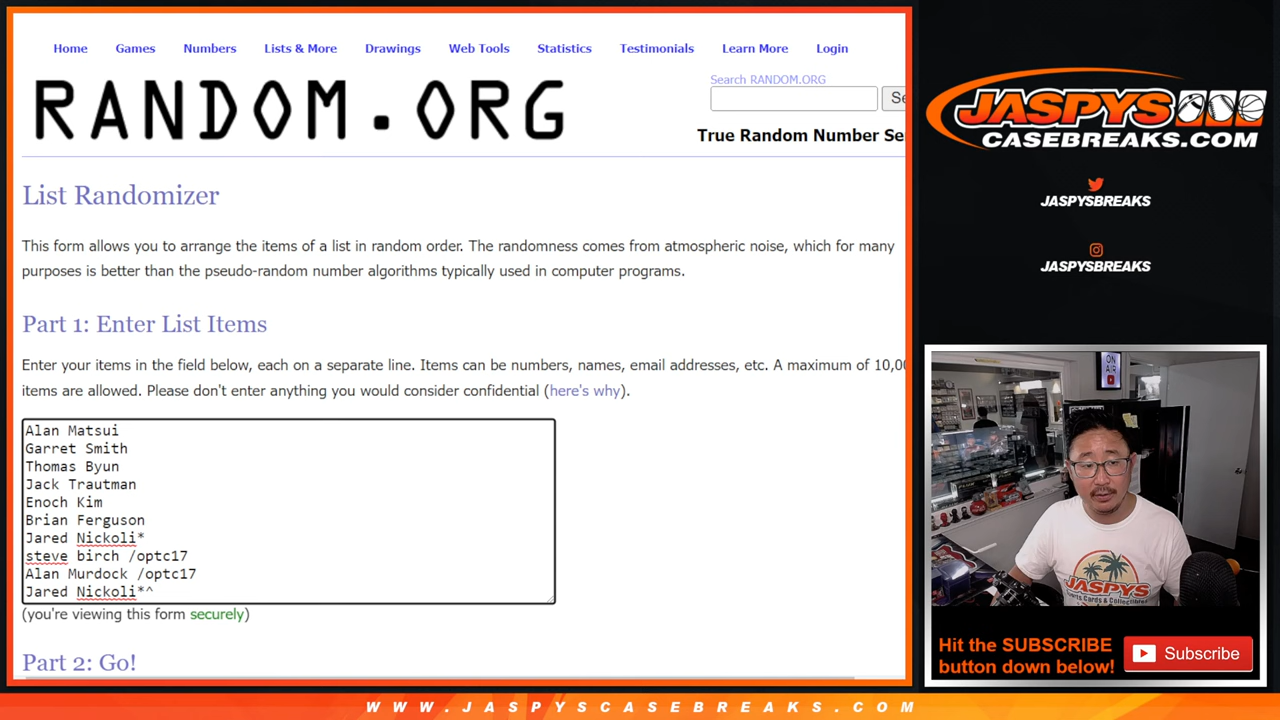 Home Games Numbers Lists & More Drawings Web Tools Statistics Testimonials Learn More Login
RANDOM.ORG
Search RANDOM.ORG
Se
True Random Number Se
List Randomizer
This form allows you to arrange the items of a list in random order. The randomness comes from atmospheric noise, which for many
purposes is better than the pseudo-random number algorithms typically used in computer programs.
Part 1: Enter List Items
Enter your items in the field below, each on a separate line. Items can be numbers, names, email addresses, etc. A maximum of 10,00
items are allowed. Please don't enter anything you would consider confidential (here's why).
Alan Matsui
Garret Smith
Thomas Byun
Jack Trautman
Enoch Kim
Brian Ferguson
Jared Nickoli*
steve birch /optc17
Alan Murdock /optc17
Jared Nickoli*^
(you're viewing this form securely)
Part 2: Go!
JASPYS
CASEBREAKS.COM
JASPYSBREAKS
JASPYSBREAKS
ON
AIR
JASPYS
Hit the SUBSCRIBE
button down below!
Subscribe
WWW.JASPYSCASEBREAKS.COM